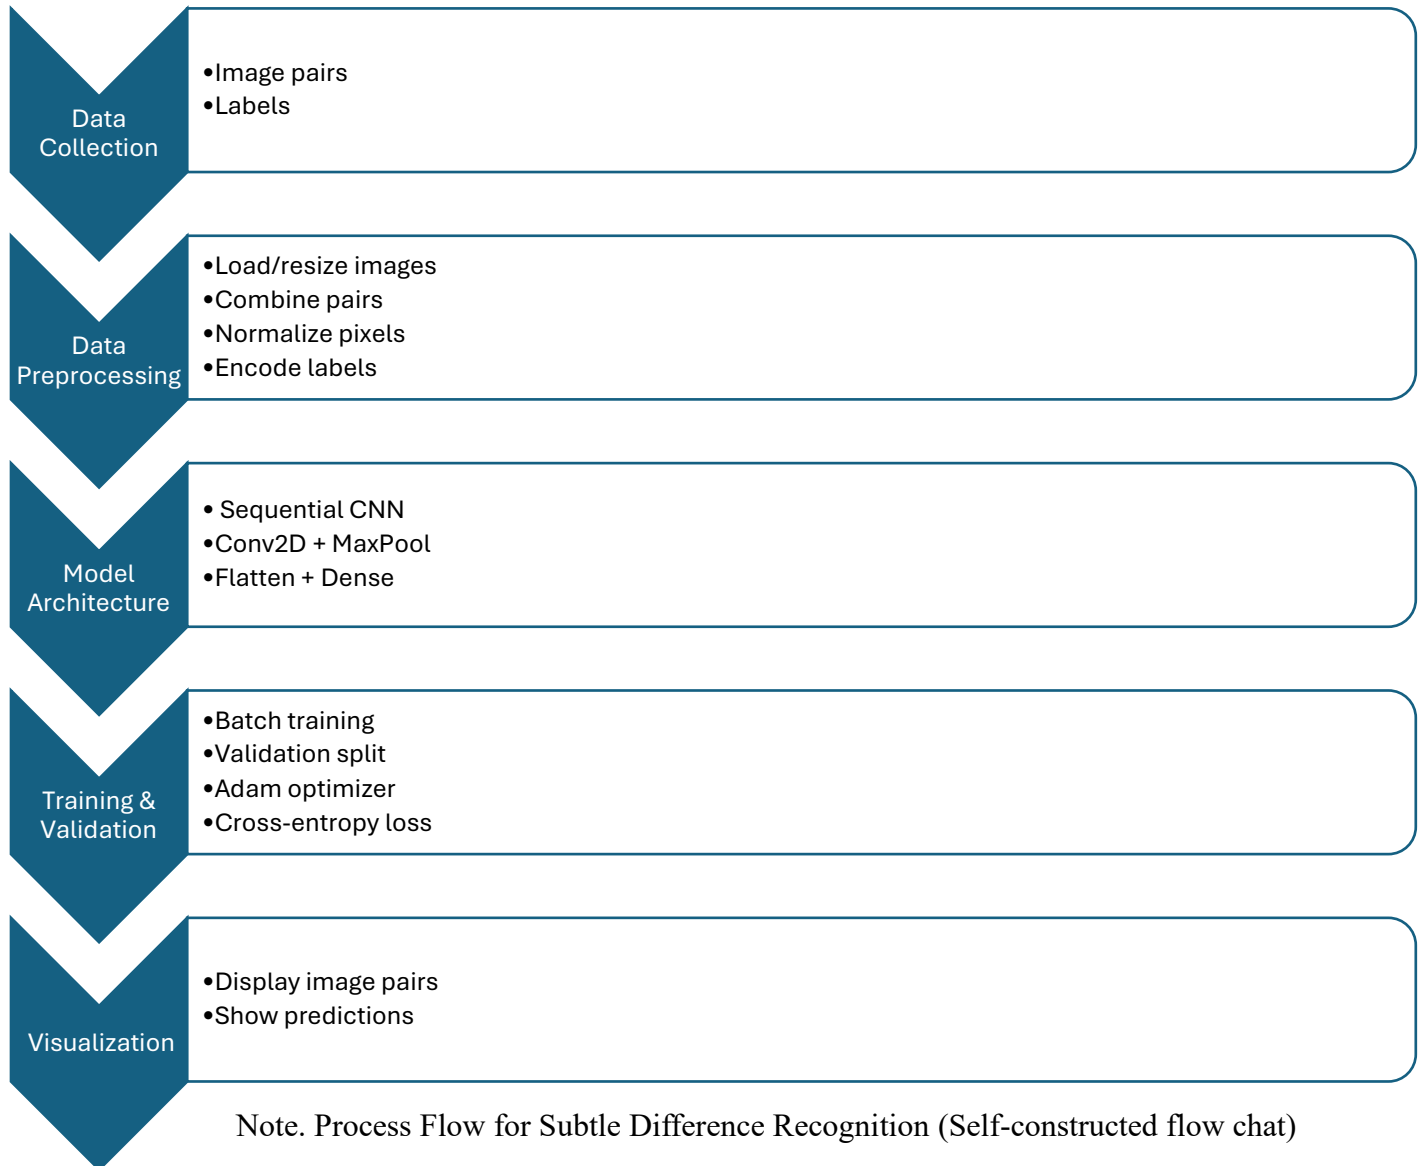 Data
Collection
•Image pairs
•Labels
Data
Preprocessing
•Load/resize images
•Combine pairs
•Normalize pixels
•Encode labels
Model
Architecture
• Sequential CNN
•Conv2D + MaxPool
•Flatten + Dense
Training &
Validation
•Batch training
•Validation split
•Adam optimizer
•Cross-entropy loss
Visualization
•Display image pairs
•Show predictions
Note. Process Flow for Subtle Difference Recognition (Self-constructed flow chat)